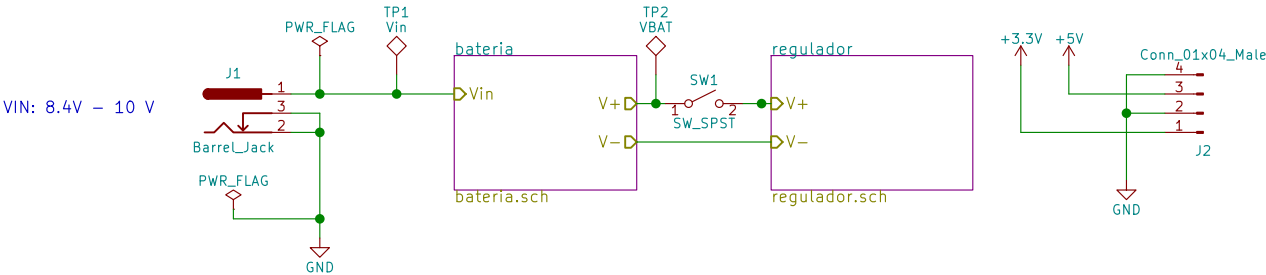 VIN: 8.4V - 10 V
J1
1
3
2
Barrel_Jack
PWR_FLAG
PWR_FLAG
GND
TP1
Vin
bateria
Vin
V+
V-
bateria.sch
TP2
VBAT
SW1
1
2
SW_SPST
regulador
V+
V-
regulador.sch
+3.3V
+5V
Conn_01x04_Male
4
3
2
1
J2
GND